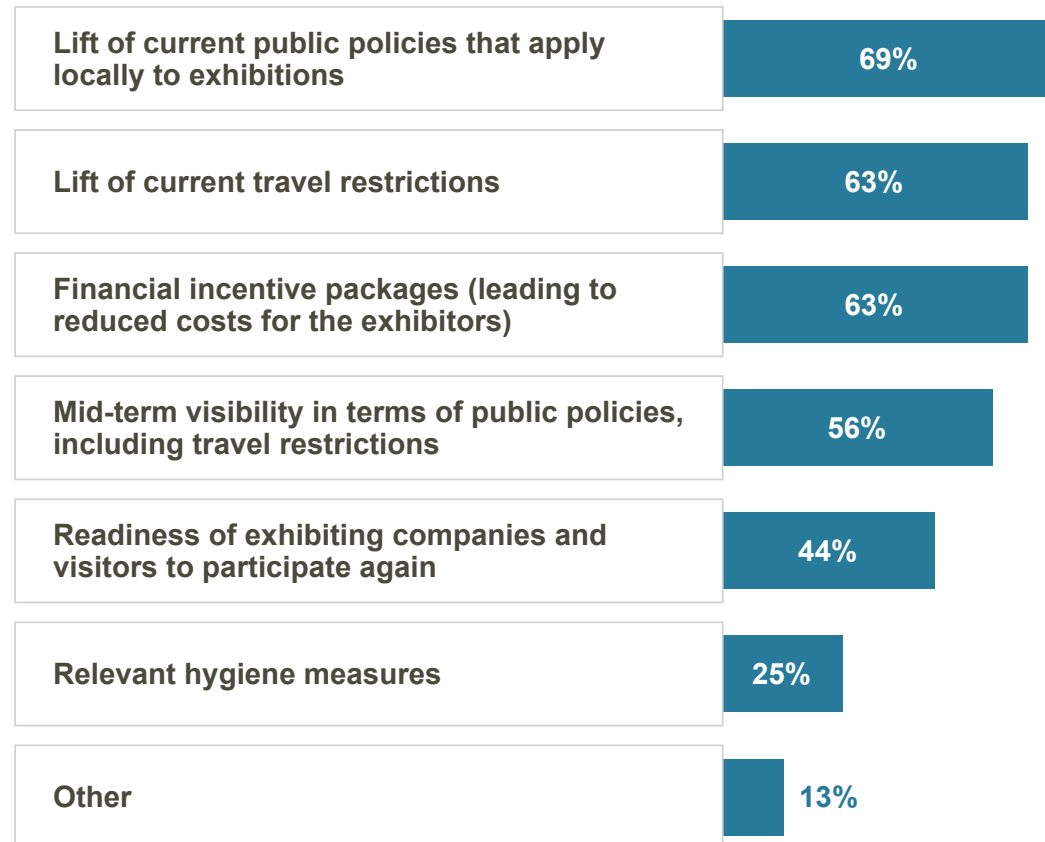 Lift of current public policies that apply
locally to exhibitions
69%
Lift of current travel restrictions
63%
Financial incentive packages (leading to
reduced costs for the exhibitors)
63%
Mid-term visibility in terms of public policies,
including travel restrictions
56%
Readiness of exhibiting companies and
visitors to participate again
44%
Relevant hygiene measures
25%
Other
13%